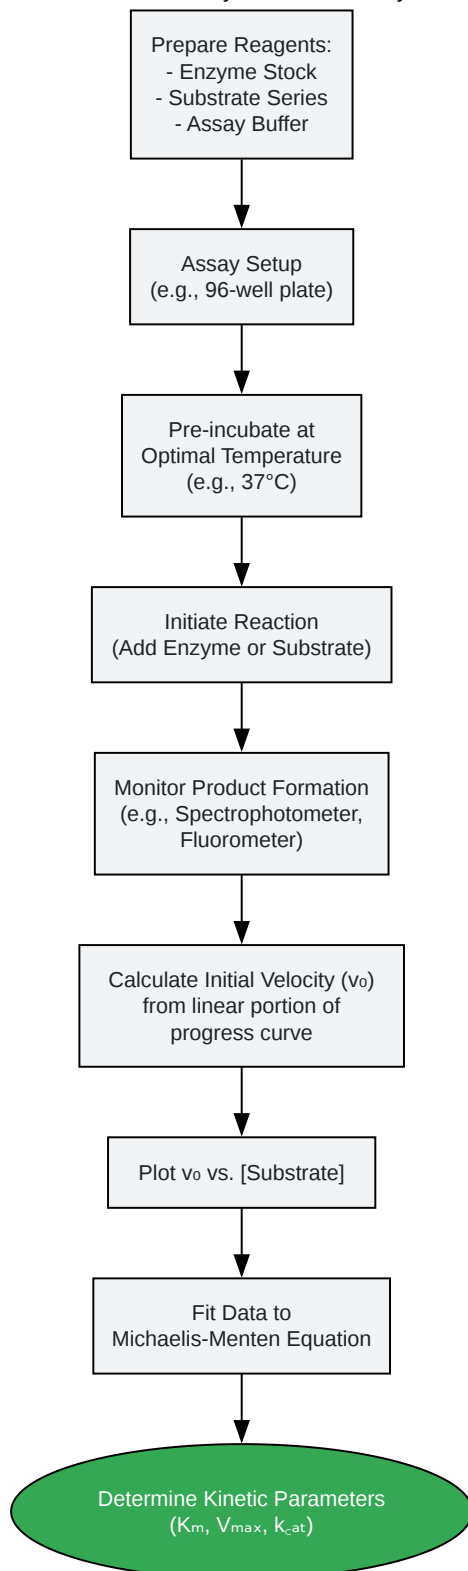 Prepare Reagents:
- Enzyme Stock
- Substrate Series
- Assay Buffer
Assay Setup
(e.g., 96-well plate)
Pre-incubate at
Optimal Temperature
(e.g., 37°C)
Initiate Reaction
(Add Enzyme or Substrate)
Monitor Product Formation
(e.g., Spectrophotometer,
Fluorometer)
Calculate Initial Velocity (v₀)
from linear portion of
progress curve
Plot v₀ vs. [Substrate]
Fit Data to
Michaelis-Menten Equation
Determine Kinetic Parameters
(Kₘ, Vₘₐₓ, k꜀ₐₜ)